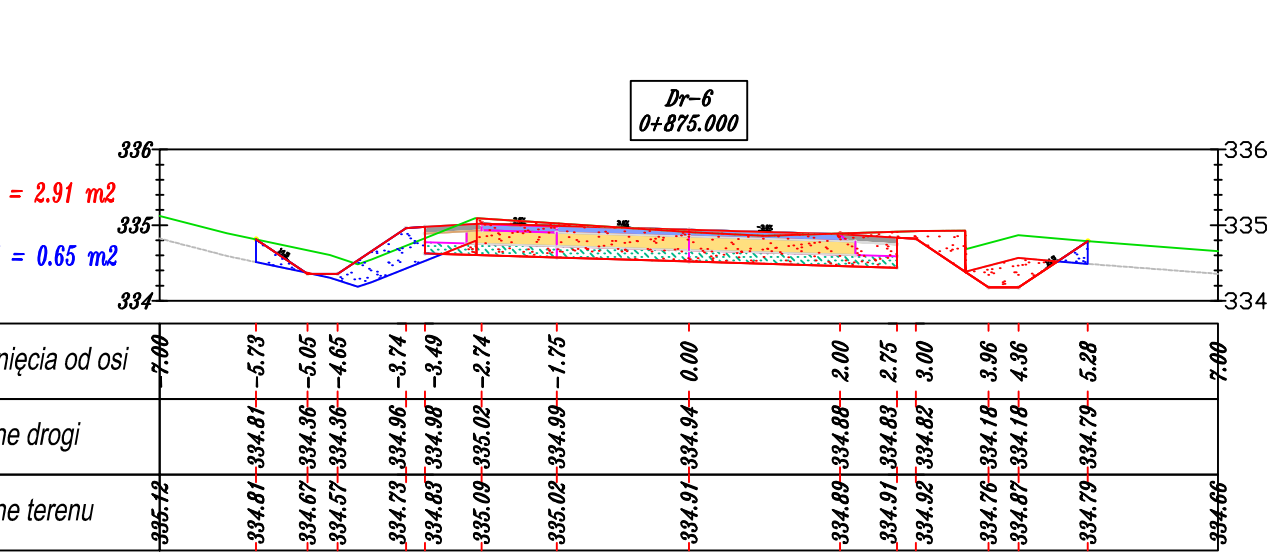 Dr-6
0+875.000
336 336
= 2.91 m2
335 335
= 0.65 m2
334 334
nięcia od osi -7.00 -5.73 -5.05 -4.65 -3.74 -3.49 -2.74 -1.75 0.00 2.00 2.75 3.00 3.96 4.36 5.28 7.00
ne drogi 334.81 334.36 334.36 334.96 334.98 335.02 334.99 334.94 334.88 334.83 334.82 334.18 334.18 334.79
ne terenu 335.12 334.81 334.67 334.57 334.73 334.83 335.09 335.02 334.91 334.89 334.91 334.92 334.76 334.87 334.79 334.66